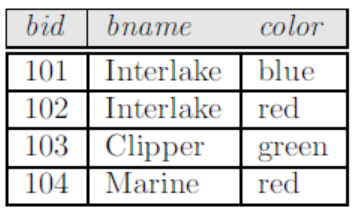 bid bname color
101 Interlake blue
102 Interlake red
103 Clipper green
104 Marine red